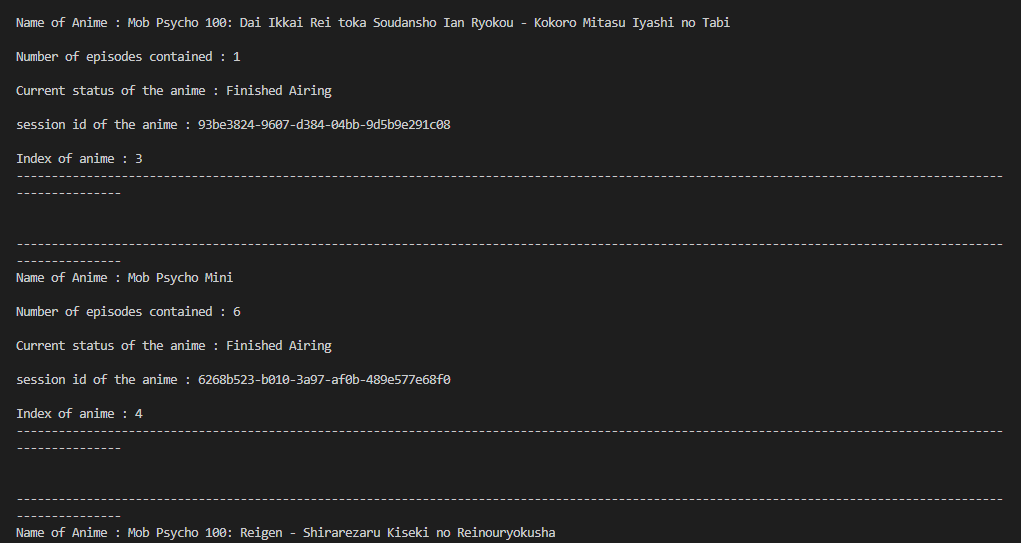 Name of Anime : Mob Psycho 100: Dai Ikkai Rei toka Soudansho Ian Ryokou - Kokoro Mitasu Iyashi no Tabi
Number of episodes contained : 1
Current status of the anime : Finished Airing
session id of the anime : 93be3824-9607-d384-04bb-9d5b9e291c08
Index of anime : 3
---------------------------------------------------------------------------------------------------------------------------------------------
---------------
---------------------------------------------------------------------------------------------------------------------------------------------
---------------
Name of Anime : Mob Psycho Mini
Number of episodes contained : 6
Current status of the anime : Finished Airing
session id of the anime : 6268b523-b010-3a97-af0b-489e577e68f0
Index of anime : 4
---------------------------------------------------------------------------------------------------------------------------------------------
---------------
---------------------------------------------------------------------------------------------------------------------------------------------
---------------
Name of Anime : Mob Psycho 100: Reigen - Shirarezaru Kiseki no Reinouryokusha